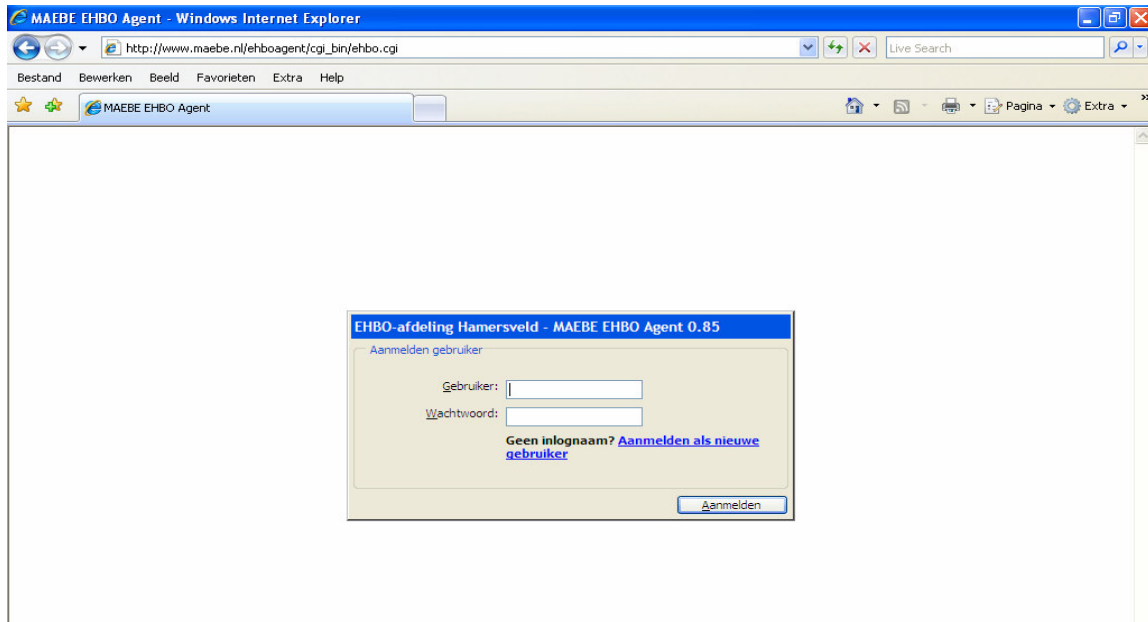 MAEBE EHBO Agent - Windows Internet Explorer
http://www.maebe.nl/ehboagent/cgi_bin/ehbo.cgi
Live Search
Bestand Bewerken Beeld Favorieten Extra Help
MAEBE EHBO Agent
Pagina
Extra
EHBO-afdeling Hamersveld - MAEBE EHBO Agent 0.85
Aanmelden gebruiker
Gebruiker:
Wachtwoord:
Geen inlognaam? Aanmelden als nieuwe
gebruiker
Aanmelden